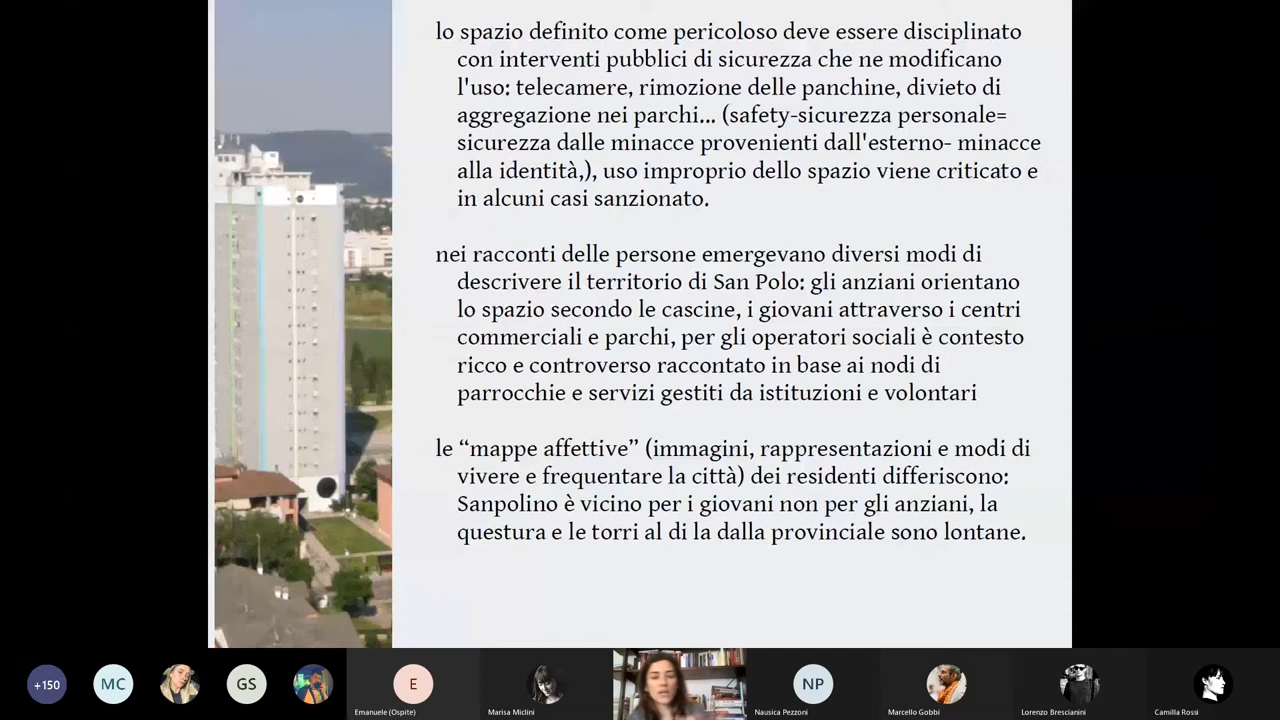 lo spazio definito come pericoloso deve essere disciplinato
con interventi pubblici di sicurezza che ne modificano
l'uso: telecamere, rimozione delle panchine, divieto di
aggregazione nei parchi... (safety-sicurezza personale=
sicurezza dalle minacce provenienti dall'esterno- minacce
alla identità,), uso improprio dello spazio viene criticato e
in alcuni casi sanzionato.
nei racconti delle persone emergevano diversi modi di
descrivere il territorio di San Polo: gli anziani orientano
lo spazio secondo le cascine, i giovani attraverso i centri
commerciali e parchi, per gli operatori sociali è contesto
ricco e controverso raccontato in base ai nodi di
parrocchie e servizi gestiti da istituzioni e volontari
le “mappe affettive” (immagini, rappresentazioni e modi di
vivere e frequentare la città) dei residenti differiscono:
Sanpolino è vicino per i giovani non per gli anziani, la
questura e le torri al di la dalla provinciale sono lontane.
+150
MC
GS
E
NP
Emanuele (Ospite)
Marisa Miclini
Nausica Pezzoni
Marcello Gobbi
Lorenzo Brescianini
Camilla Rossi